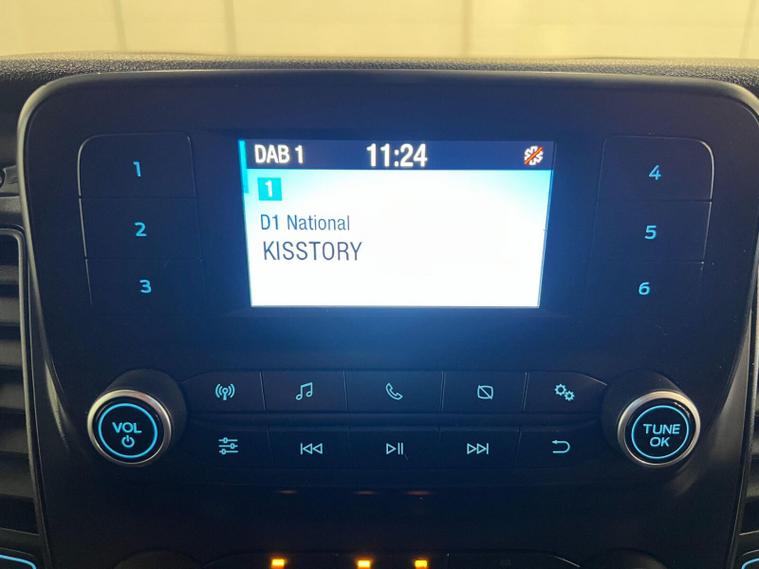 DAB 1 11:24
1
D1 National
KISSTORY
1
2
3
4
5
6
VOL
TUNE
OK